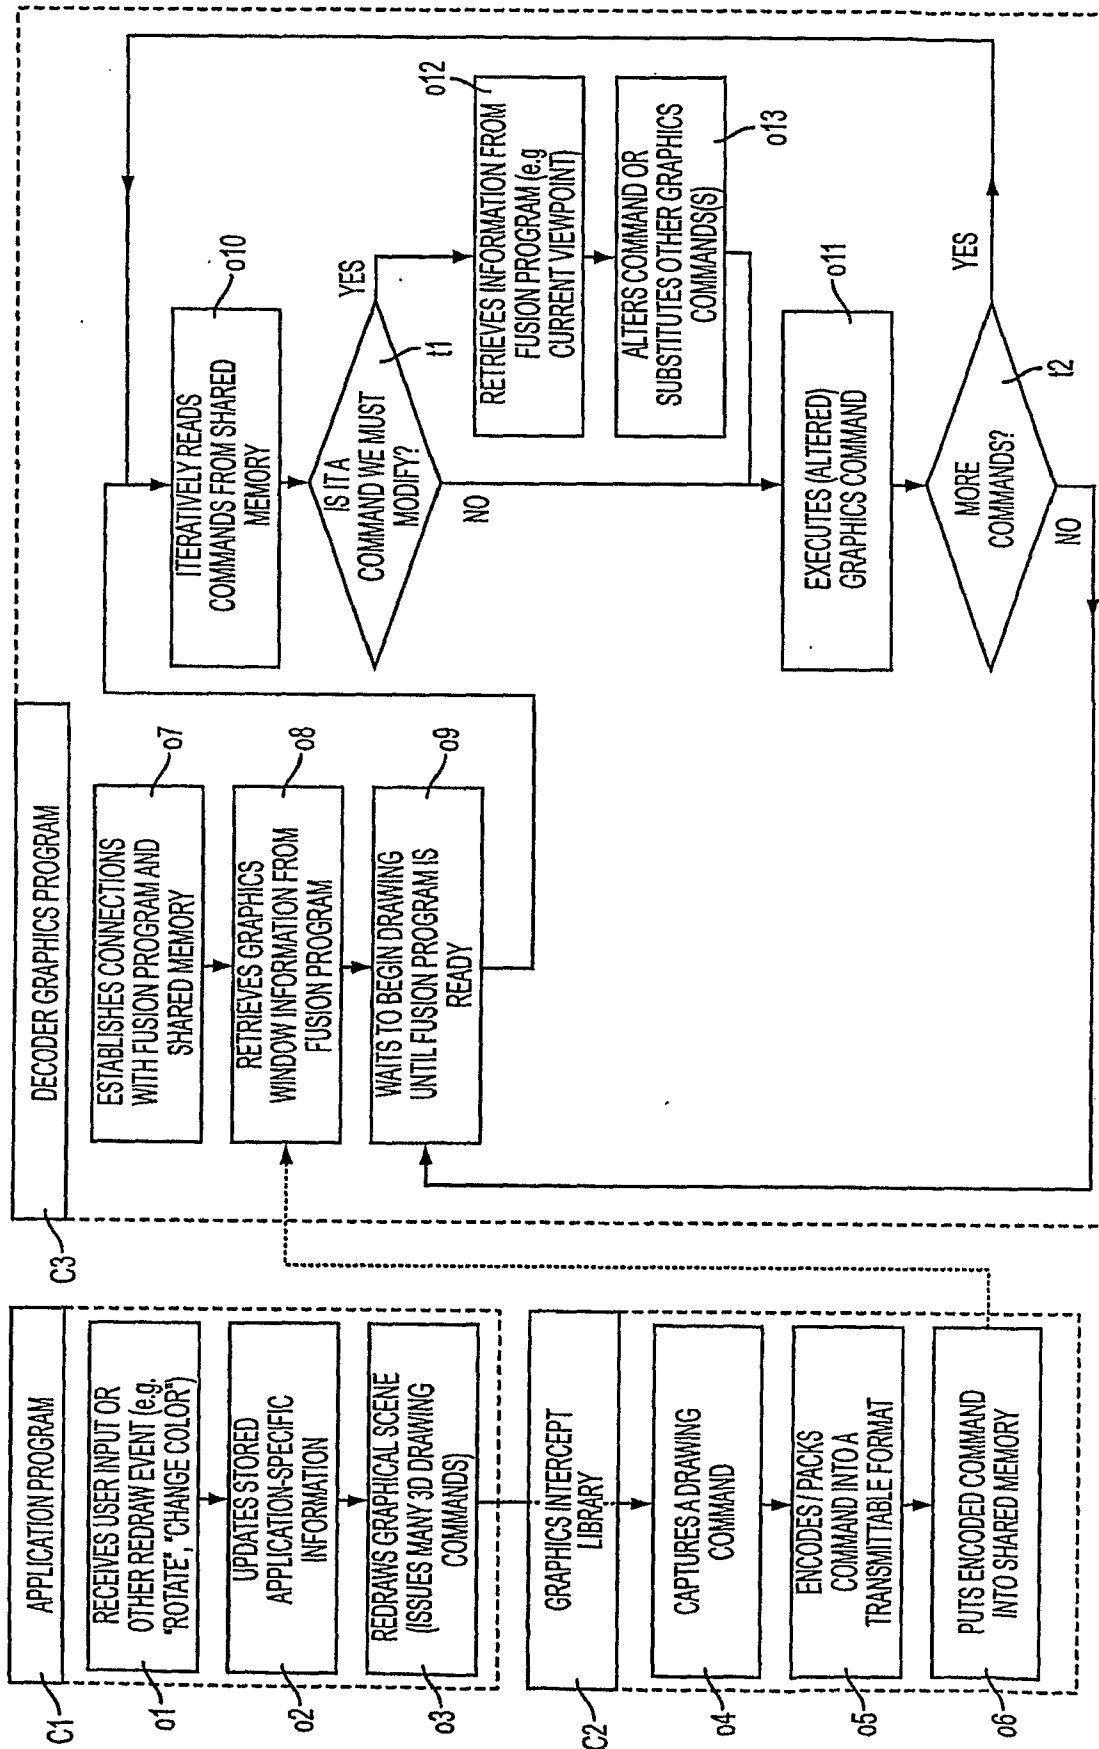 C1
APPLICATION PROGRAM
o1
RECEIVES USER INPUT OR
OTHER REDRAW EVENT (e.g.
"ROTATE", "CHANGE COLOR")
o2
UPDATES STORED
APPLICATION-SPECIFIC
INFORMATION
o3
REDRAWS GRAPHICAL SCENE
(ISSUES MANY 3D DRAWING
COMMANDS)
C2
GRAPHICS INTERCEPT
LIBRARY
o4
CAPTURES A DRAWING
COMMAND
o5
ENCODES / PACKS
COMMAND INTO A
TRANSMITTABLE FORMAT
o6
PUTS ENCODED COMMAND
INTO SHARED MEMORY
C3
DECODER GRAPHICS PROGRAM
ESTABLISHES CONNECTIONS
WITH FUSION PROGRAM AND
SHARED MEMORY
o7
RETRIEVES GRAPHICS
WINDOW INFORMATION FROM
FUSION PROGRAM
o8
WAITS TO BEGIN DRAWING
UNTIL FUSION PROGRAM IS
READY
o9
ITERATIVELY READS
COMMANDS FROM SHARED
MEMORY
o10
IS IT A
COMMAND WE MUST
MODIFY?
t1
YES
NO
RETRIEVES INFORMATION FROM
FUSION PROGRAM (e.g
CURRENT VIEWPOINT)
o12
ALTERS COMMAND OR
SUBSTITUTES OTHER GRAPHICS
COMMANDS(S)
o13
EXECUTES (ALTERED)
GRAPHICS COMMAND
o11
MORE
COMMANDS?
t2
YES
NO